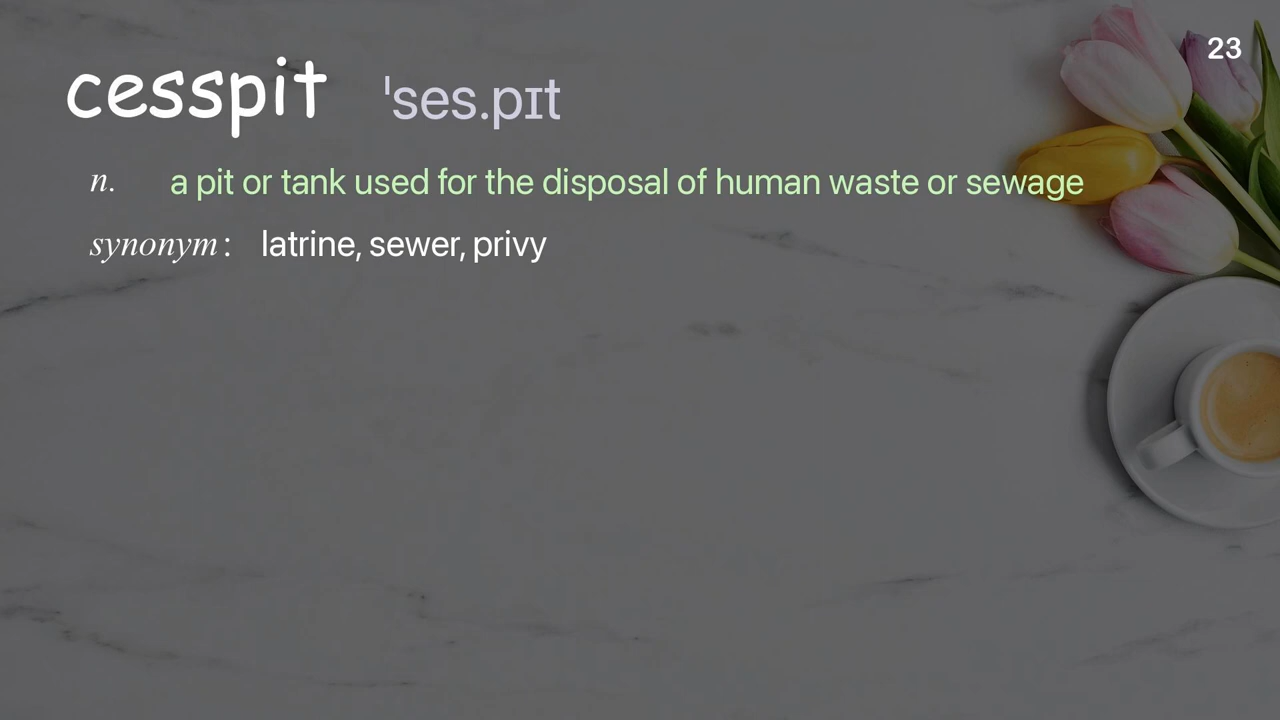 23
cesspit ˈses.pɪt
n. a pit or tank used for the disposal of human waste or sewage
synonym: latrine, sewer, privy